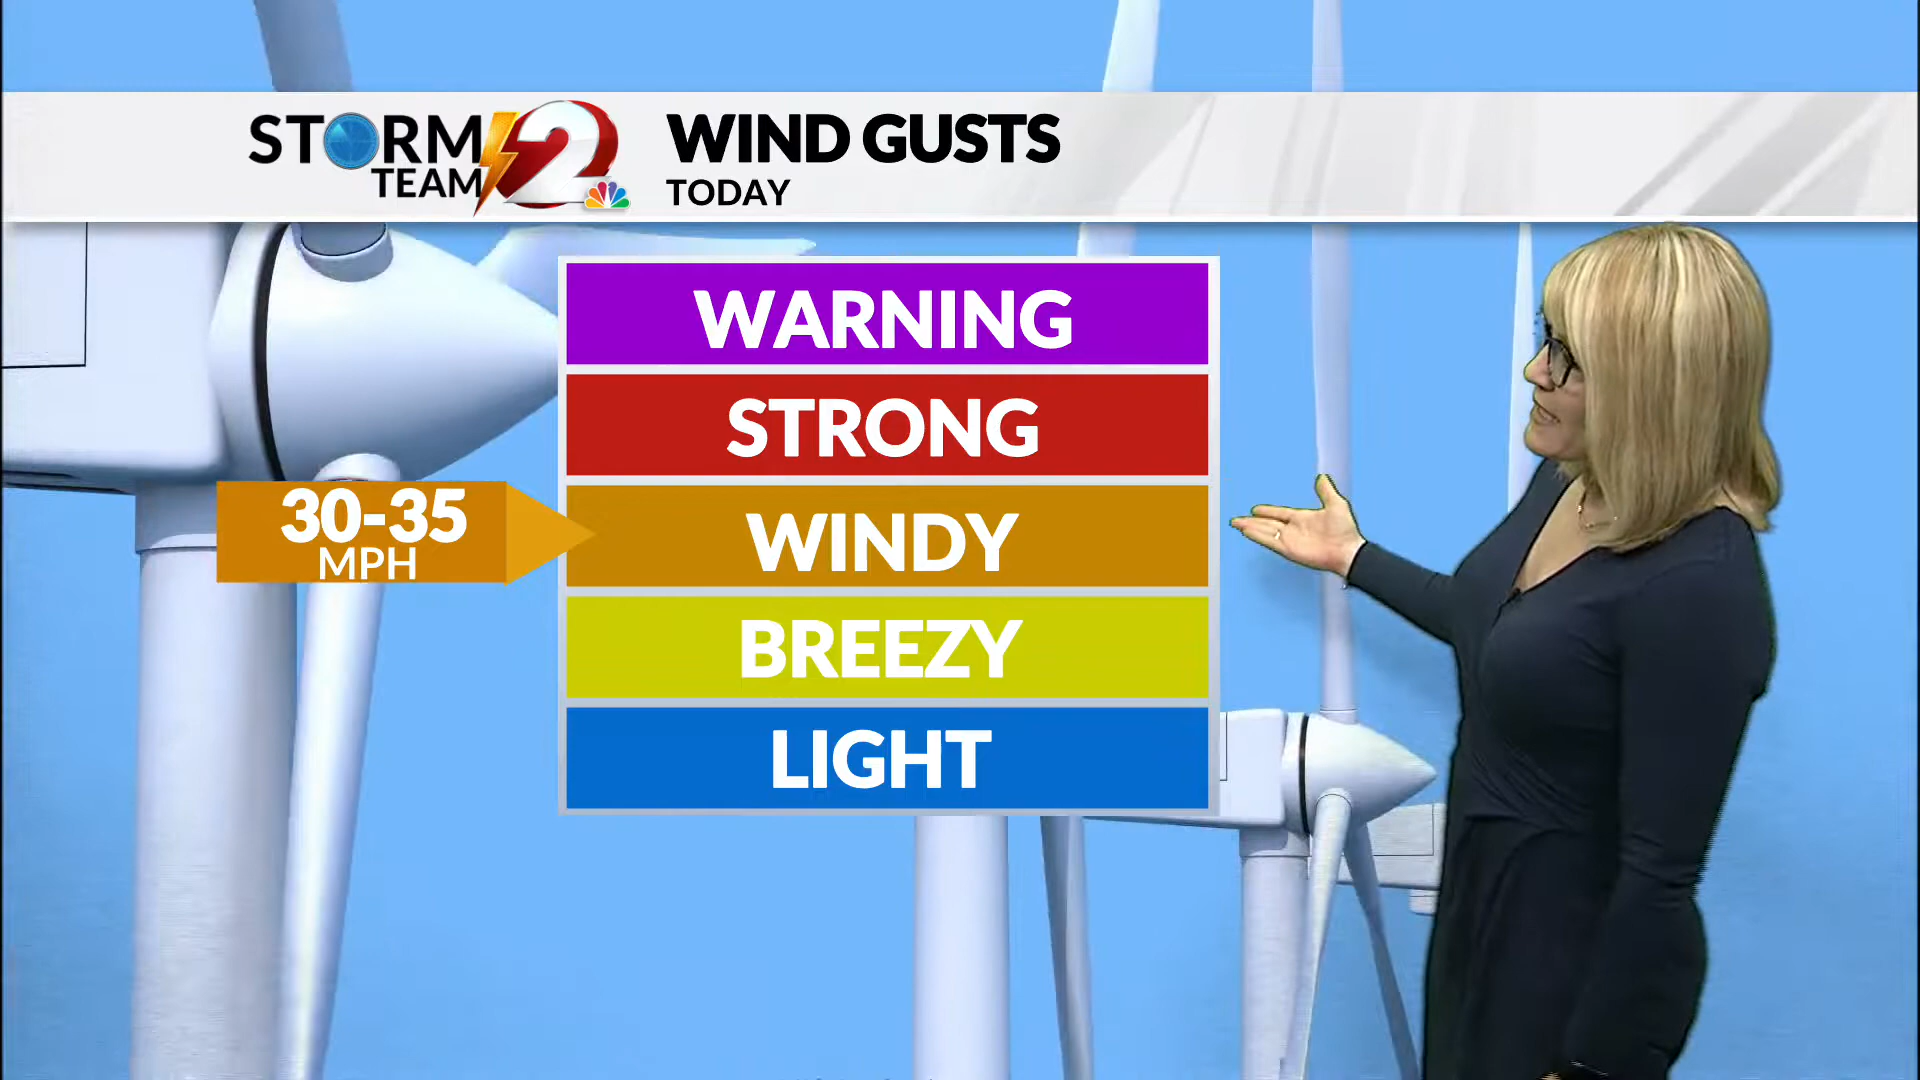 STORM
TEAM
2
WIND GUSTS
TODAY
WARNING
STRONG
30-35
MPH
WINDY
BREEZY
LIGHT